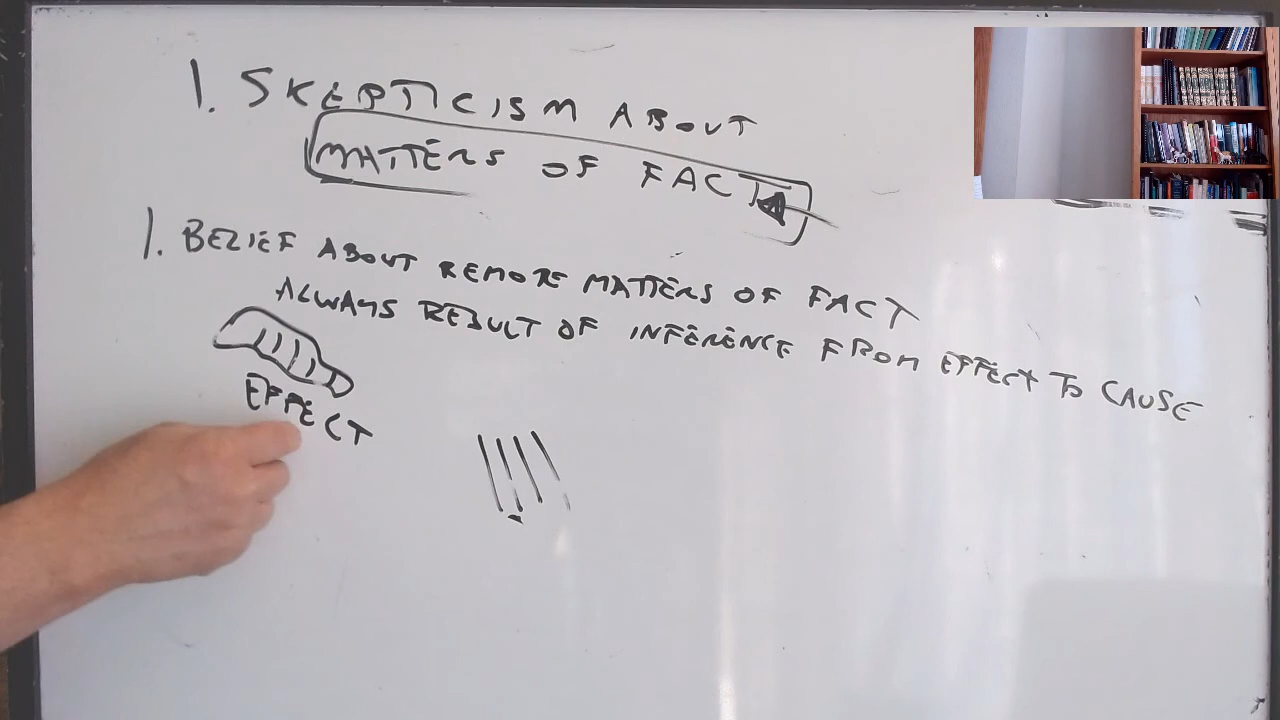 1. SKEPTICISM ABOUT
MATTERS OF FACT
1. BELIEF ABOUT REMOTE MATTERS OF FACT
ALWAYS RESULT OF INFERENCE FROM EFFECT TO CAUSE
EFFECT